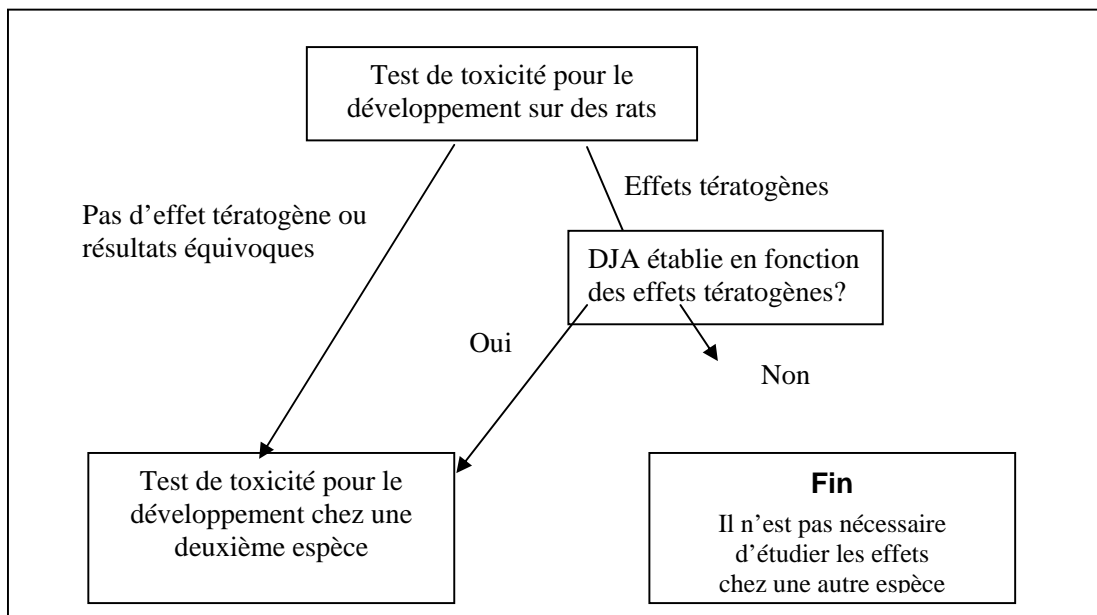 Test de toxicité pour le
développement sur des rats
Effets tératogènes
Pas d’effet tératogène ou
résultats équivoques
DJA établie en fonction
des effets tératogènes?
Oui
Non
Test de toxicité pour le
développement chez une
deuxième espèce
Fin
Il n’est pas nécessaire
d’étudier les effets
chez une autre espèce